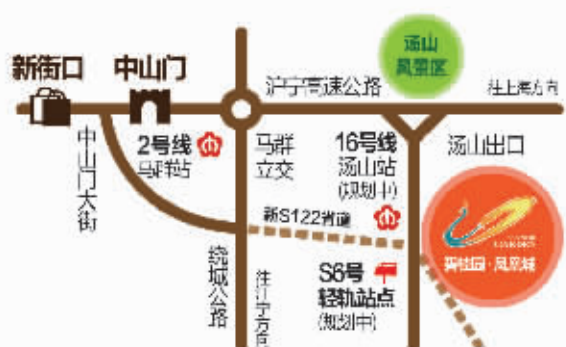 汤山
风景区
新街口
中山门
沪宁高速公路
往上海方向
中山门大街
2号线
马群站
马群
立交
16号线
汤山站
(规划中)
汤山出口
新S122省道
绕城公路
往江宁方向
S6号
轻轨站点
(规划中)
碧桂园·凤凰城